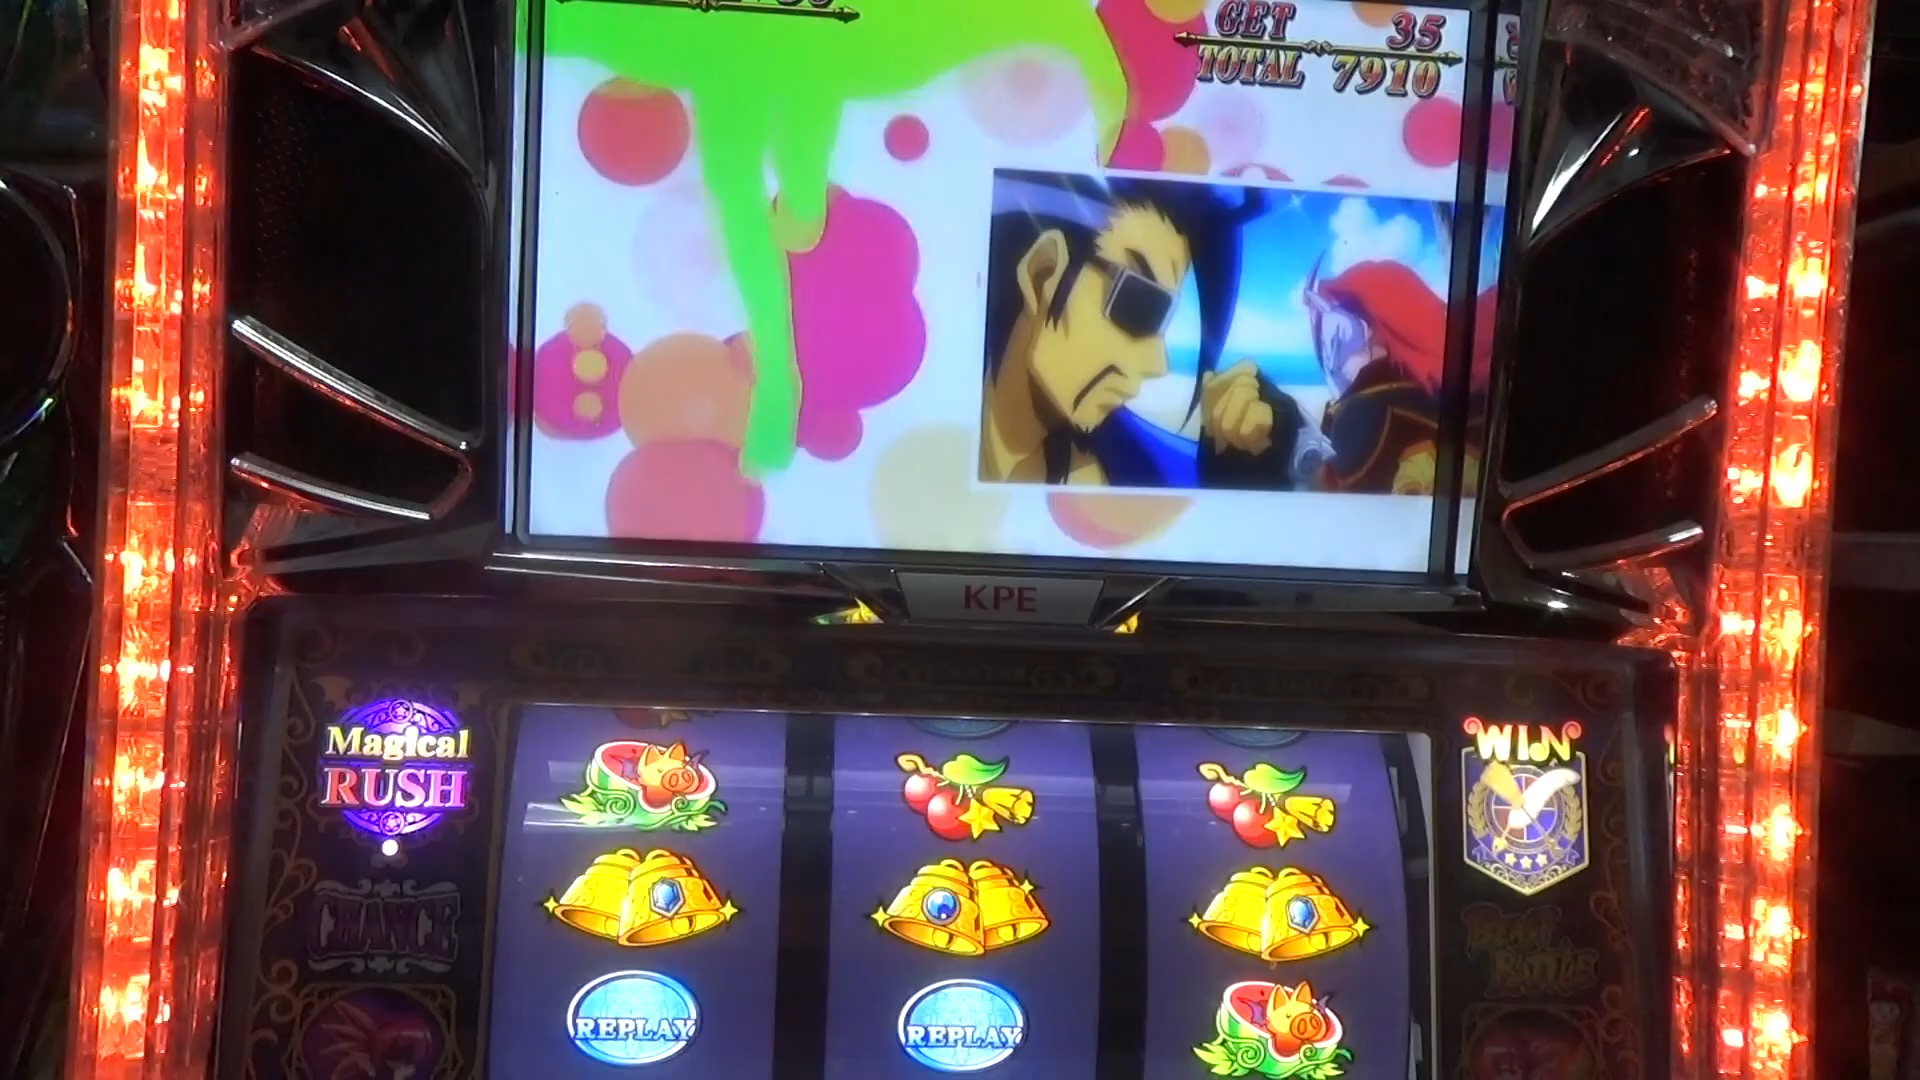 GET 35
TOTAL 7910
KPE
Magical
RUSH
WIN
CHANCE
REPLAY
REPLAY